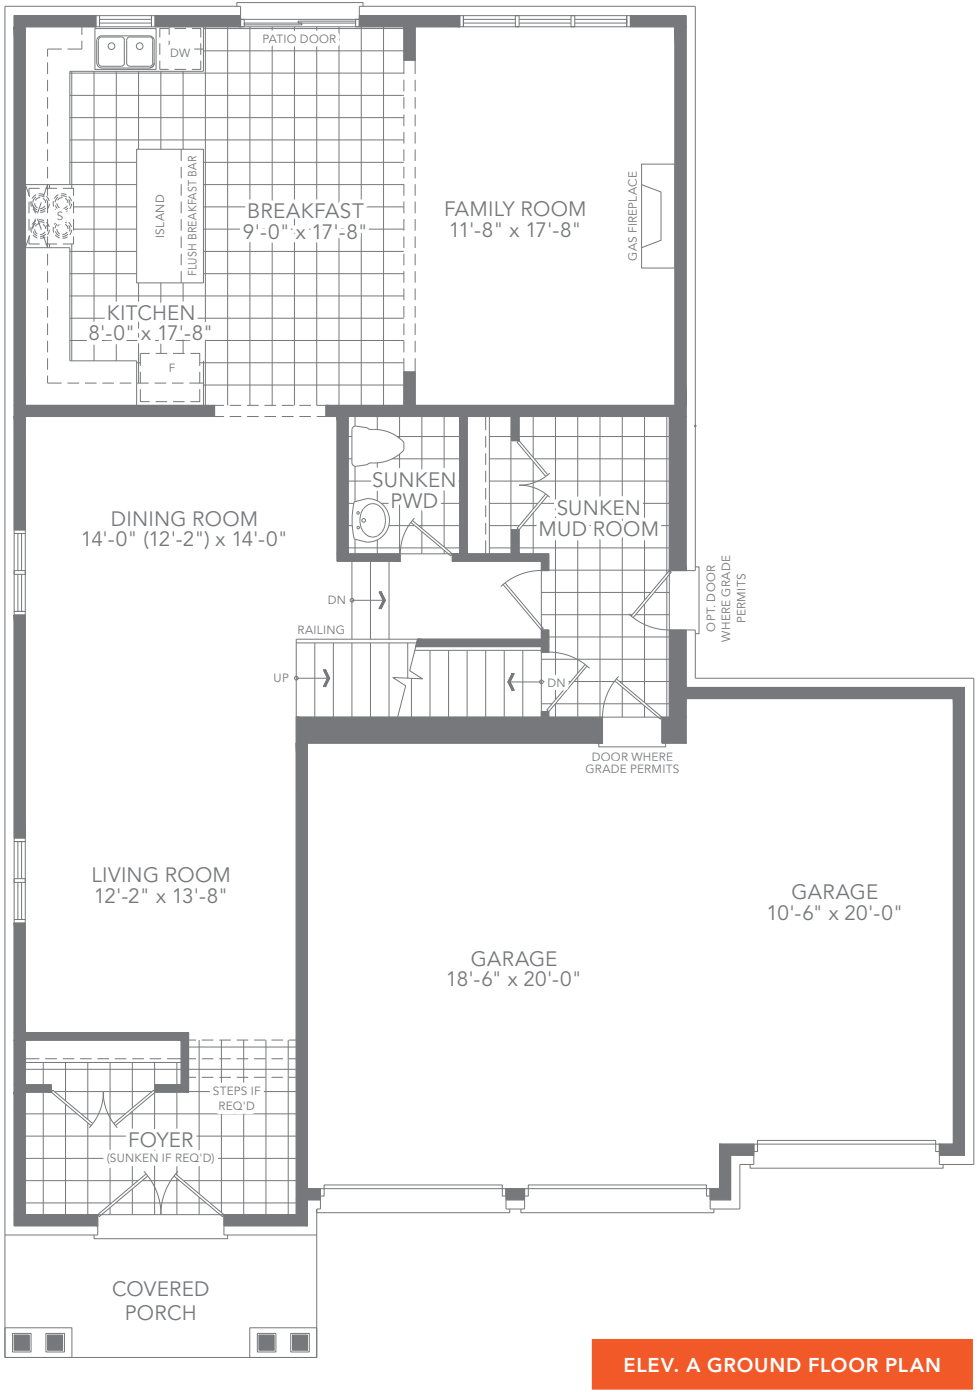 PATIO DOOR
DW
S
ISLAND
FLUSH BREAKFAST BAR
BREAKFAST
9'-0" x 17'-8"
FAMILY ROOM
11'-8" x 17'-8"
GAS FIREPLACE
KITCHEN
8'-0" x 17'-8"
F
SUNKEN
PWD
SUNKEN
MUD ROOM
DINING ROOM
14'-0" (12'-2") x 14'-0"
OPT. DOOR
WHERE GRADE
PERMITS
DN
RAILING
UP
DN
DOOR WHERE
GRADE PERMITS
LIVING ROOM
12'-2" x 13'-8"
GARAGE
10'-6" x 20'-0"
GARAGE
18'-6" x 20'-0"
STEPS IF
REQ'D
FOYER
(SUNKEN IF REQ'D)
COVERED
PORCH
ELEV. A GROUND FLOOR PLAN